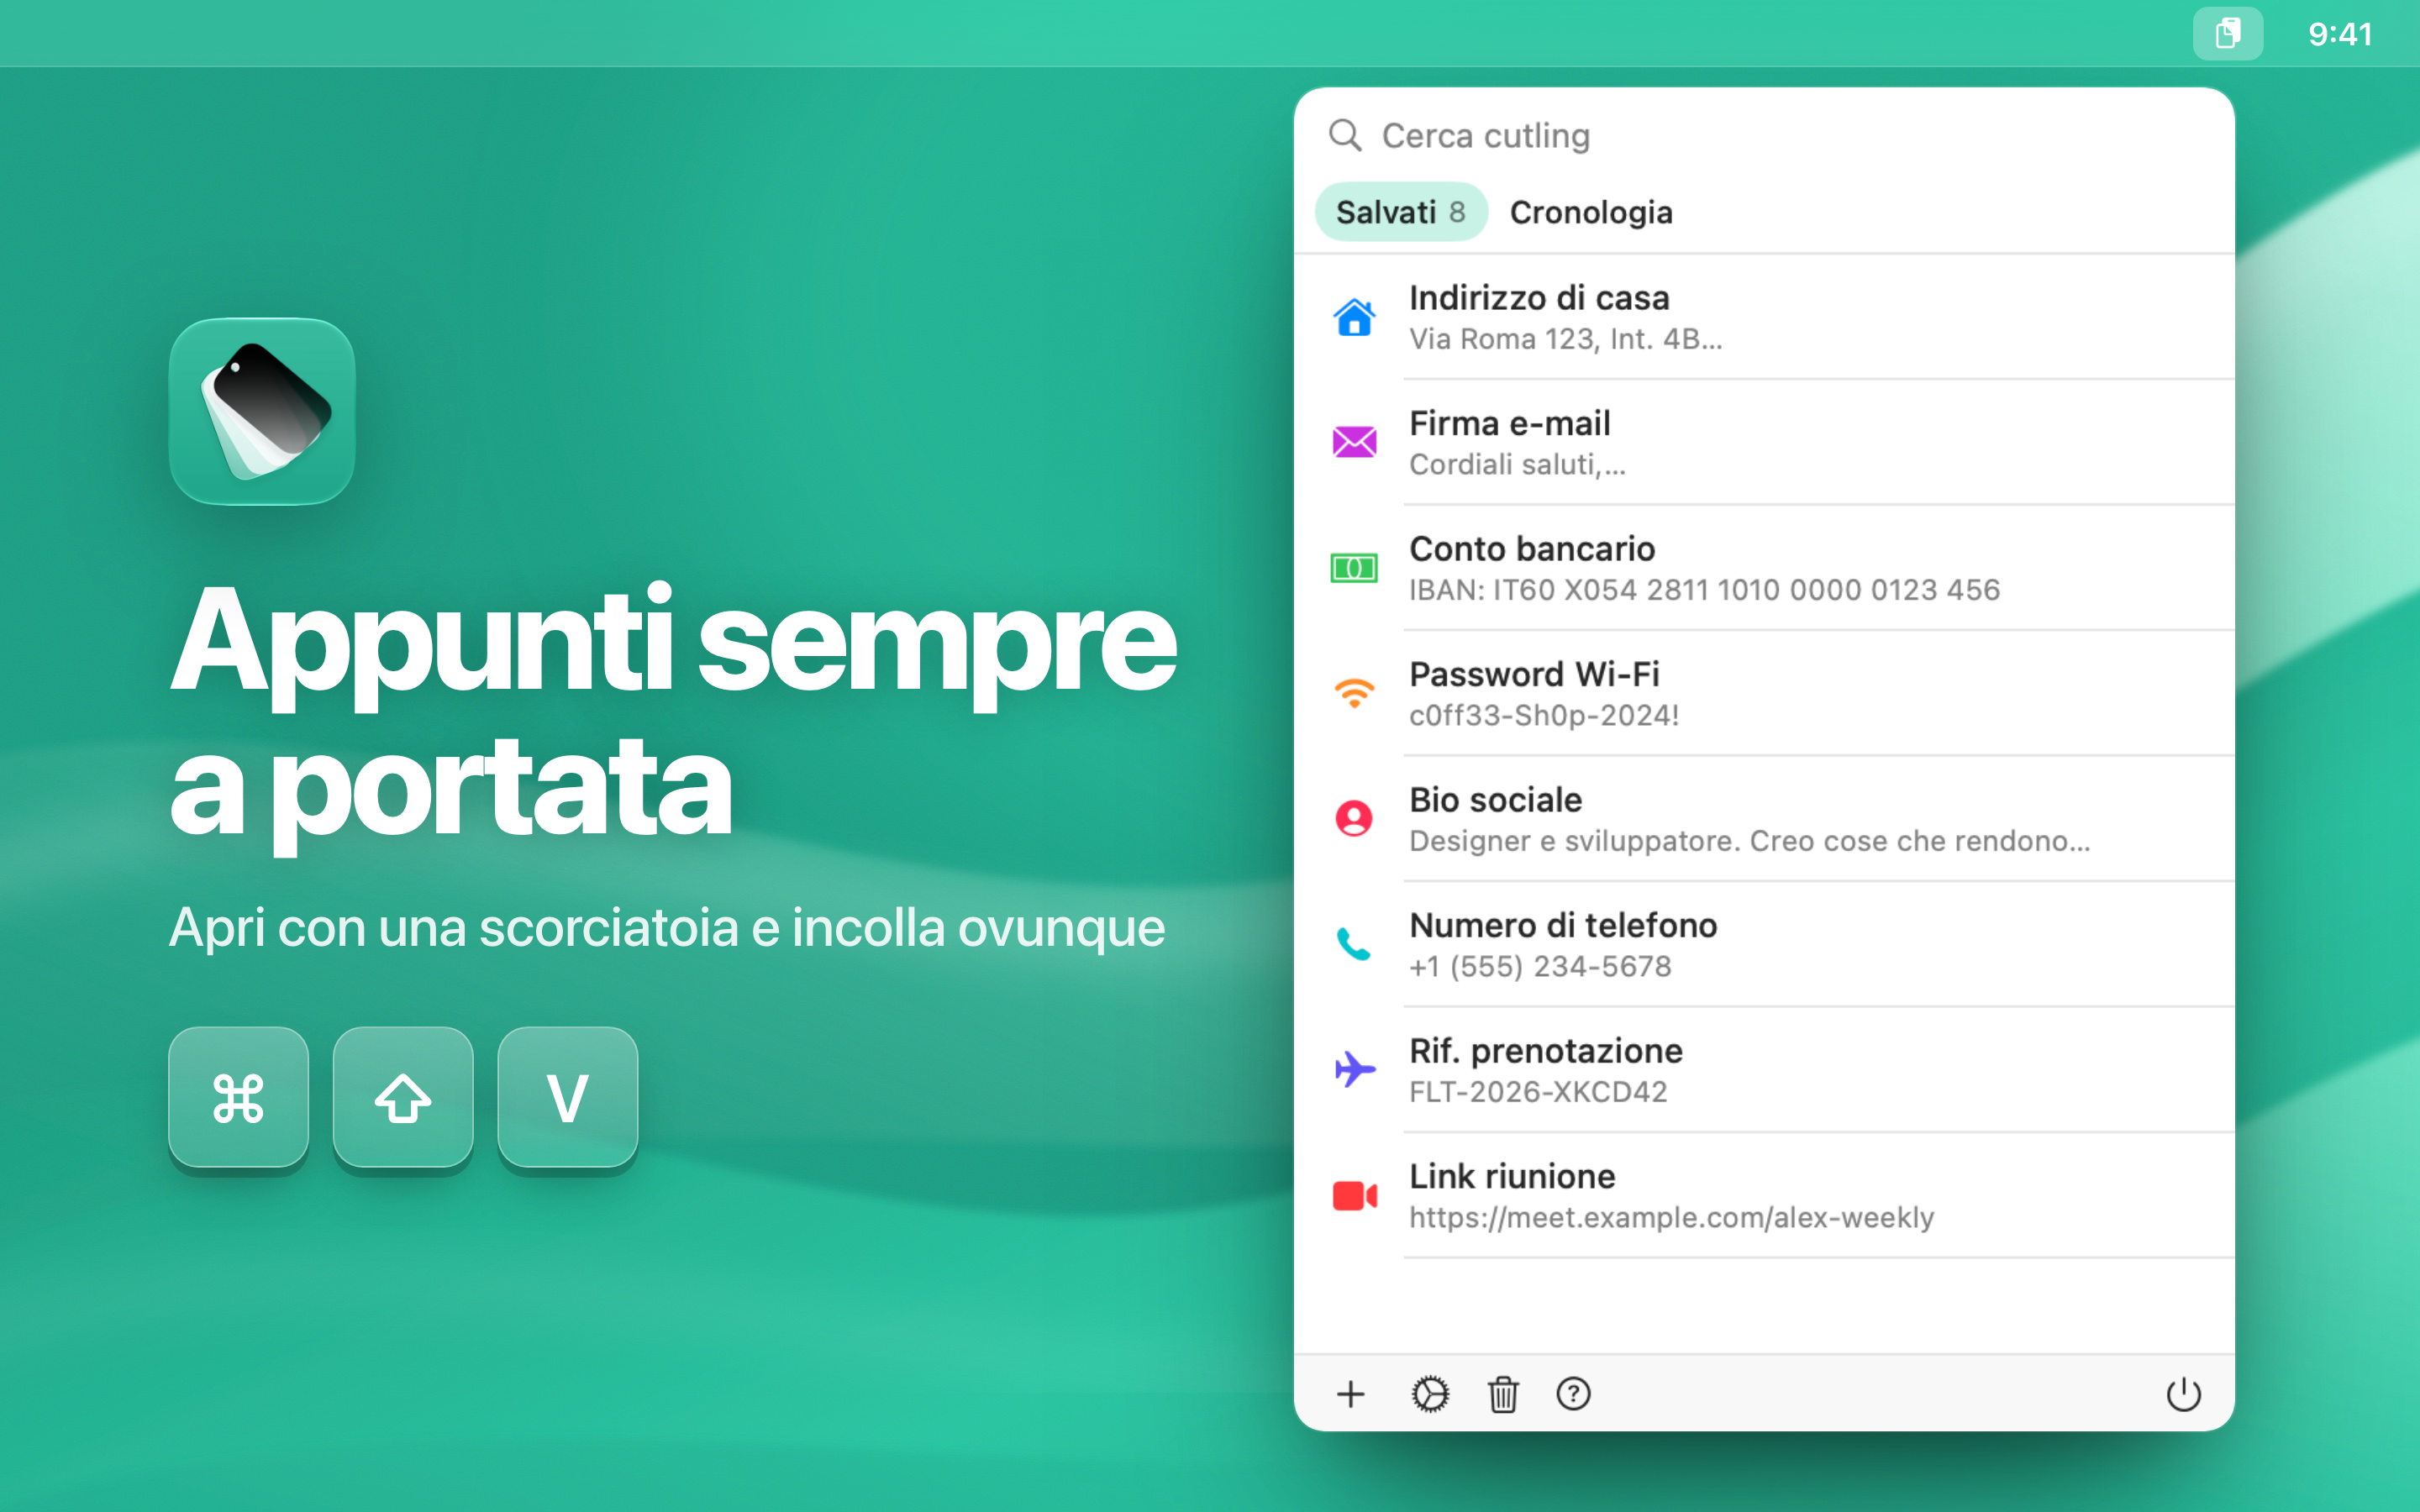 9:41
Appunti sempre
a portata
Apri con una scorciatoia e incolla ovunque
⌘ ⇧ V
Cerca cutling
Salvati 8 Cronologia
Indirizzo di casa
Via Roma 123, Int. 4B...
Firma e-mail
Cordiali saluti,...
Conto bancario
IBAN: IT60 X054 2811 1010 0000 0123 456
Password Wi-Fi
c0ff33-Sh0p-2024!
Bio sociale
Designer e sviluppatore. Creo cose che rendono...
Numero di telefono
+1 (555) 234-5678
Rif. prenotazione
FLT-2026-XKCD42
Link riunione
https://meet.example.com/alex-weekly